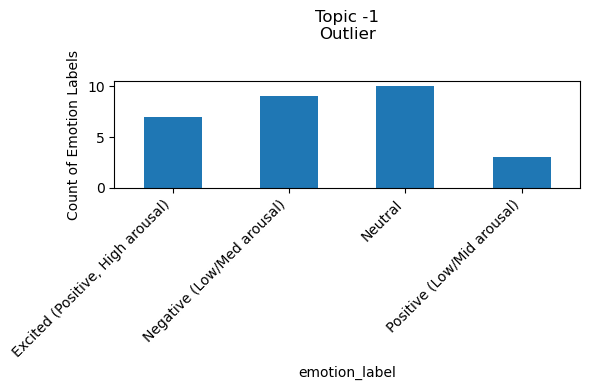 Topic -1
Outlier
Count of Emotion Labels
10
5
0
Excited (Positive, High arousal)
Negative (Low/Med arousal)
Neutral
Positive (Low/Mid arousal)
emotion_label